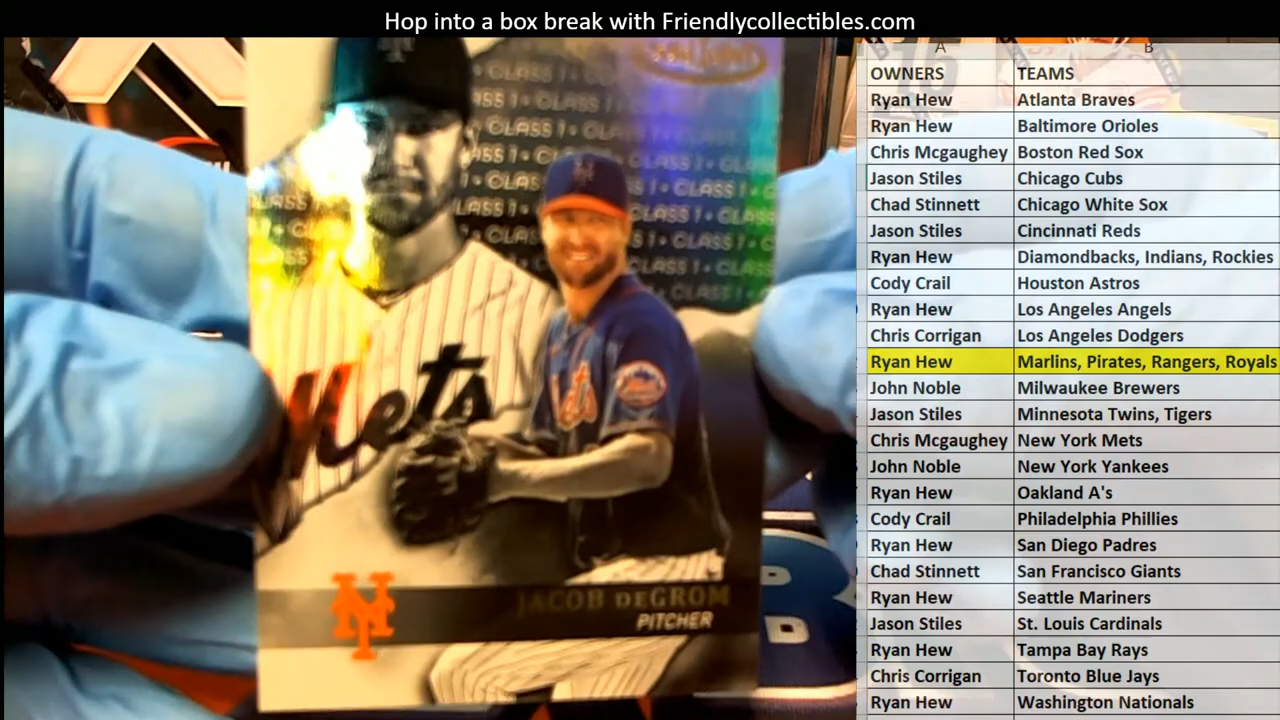 Hop into a box break with Friendlycollectibles.com
A B
OWNERS TEAMS
Ryan Hew Atlanta Braves
Ryan Hew Baltimore Orioles
Chris Mcgaughey Boston Red Sox
Jason Stiles Chicago Cubs
Chad Stinnett Chicago White Sox
Jason Stiles Cincinnati Reds
Ryan Hew Diamondbacks, Indians, Rockies
Cody Crail Houston Astros
Ryan Hew Los Angeles Angels
Chris Corrigan Los Angeles Dodgers
Ryan Hew Marlins, Pirates, Rangers, Royals
John Noble Milwaukee Brewers
Jason Stiles Minnesota Twins, Tigers
Chris Mcgaughey New York Mets
John Noble New York Yankees
Ryan Hew Oakland A's
Cody Crail Philadelphia Phillies
Ryan Hew San Diego Padres
Chad Stinnett San Francisco Giants
Ryan Hew Seattle Mariners
Jason Stiles St. Louis Cardinals
Ryan Hew Tampa Bay Rays
Chris Corrigan Toronto Blue Jays
Ryan Hew Washington Nationals
CLASS 1 • CLASS 1 • CLASS
Mets
Mets
NY
JACOB DEGROM
PITCHER